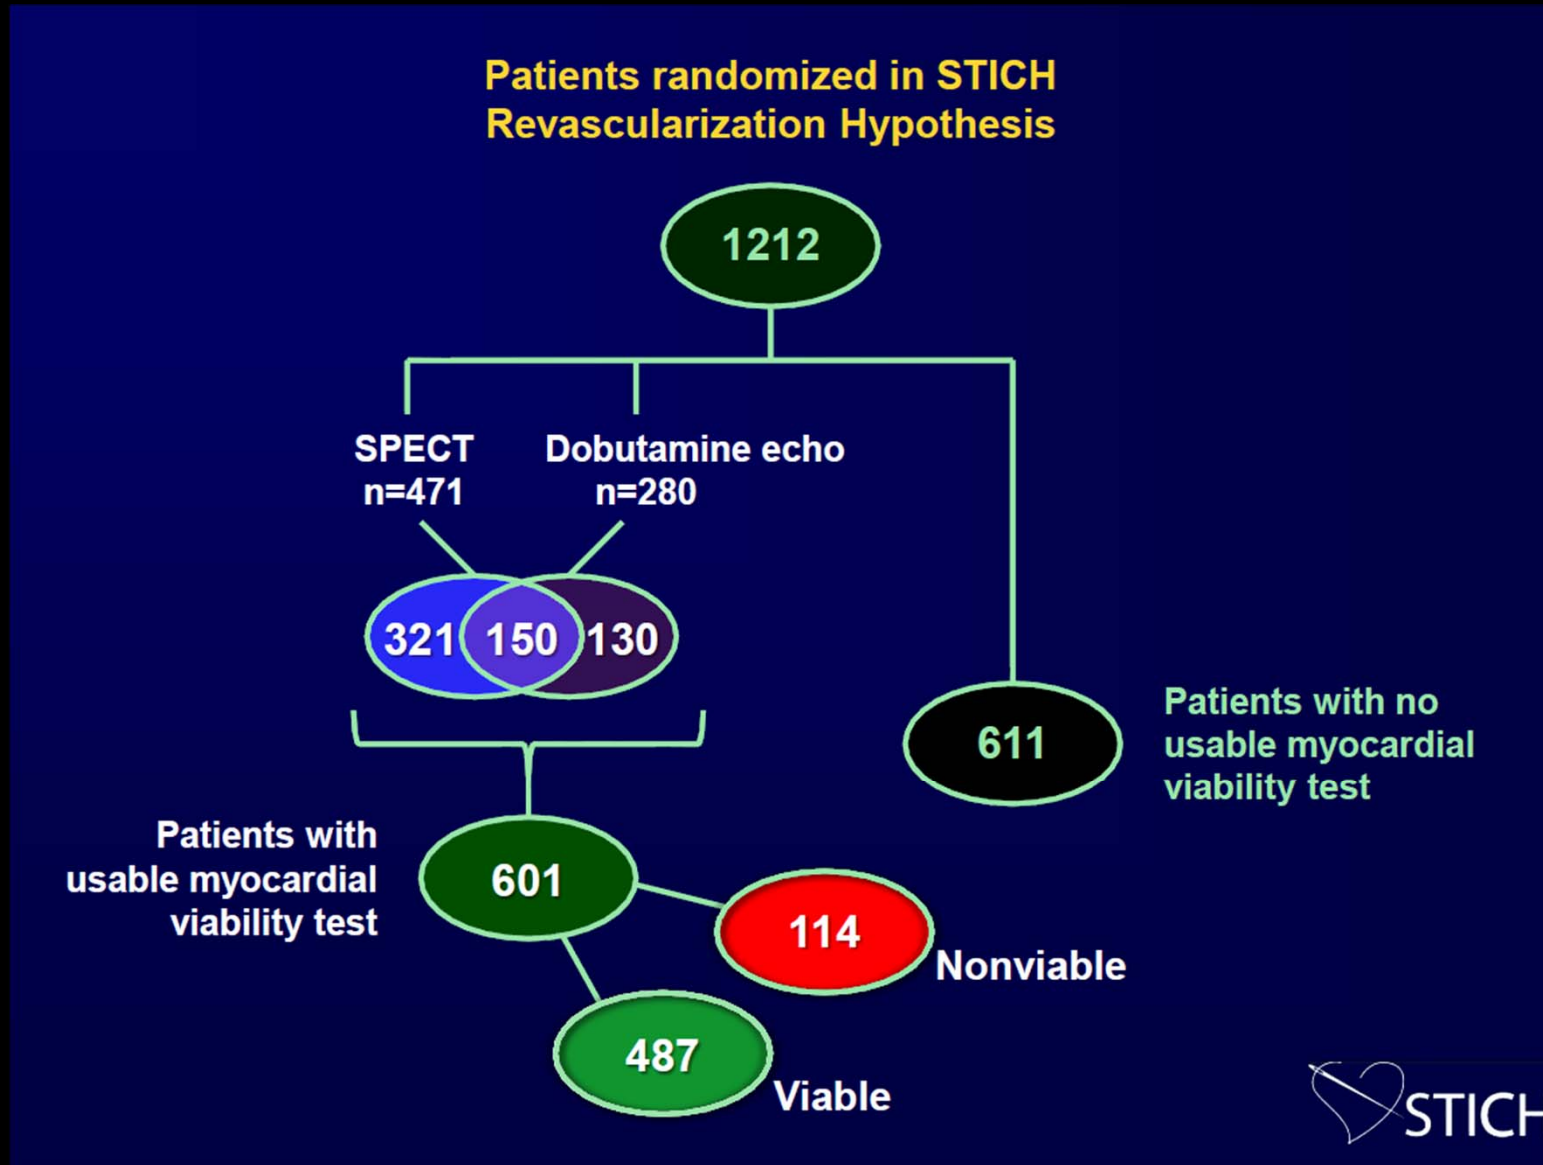 Patients randomized in STICH
Revascularization Hypothesis
1212
SPECT
n=471
Dobutamine echo
n=280
321 150 130
611
Patients with no
usable myocardial
viability test
Patients with
usable myocardial
viability test
601
114
Nonviable
487
Viable
STICH